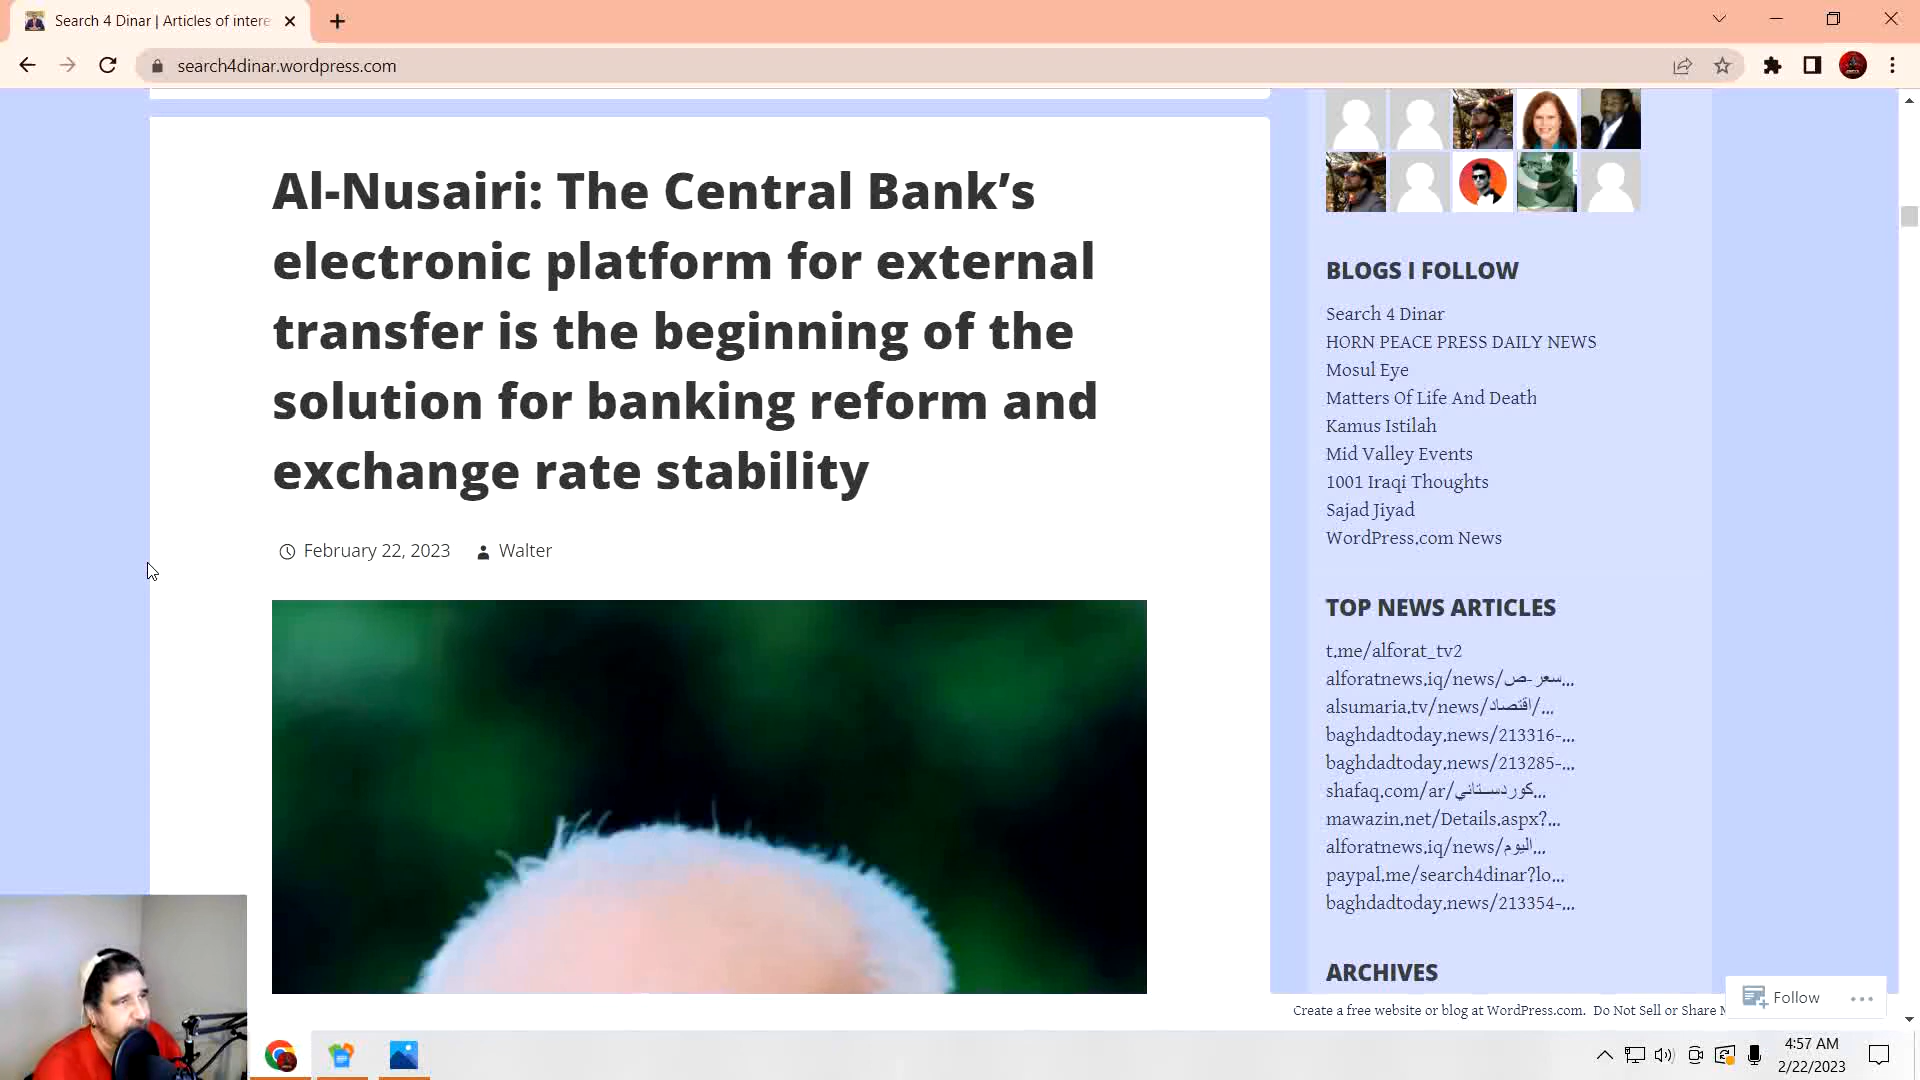 Search 4 Dinar | Articles of intere
search4dinar.wordpress.com
Al-Nusairi: The Central Bank’s
electronic platform for external
transfer is the beginning of the
solution for banking reform and
exchange rate stability
February 22, 2023 Walter
BLOGS I FOLLOW
Search 4 Dinar
HORN PEACE PRESS DAILY NEWS
Mosul Eye
Matters Of Life And Death
Kamus Istilah
Mid Valley Events
1001 Iraqi Thoughts
Sajad Jiyad
WordPress.com News
TOP NEWS ARTICLES
t.me/alforat_tv2
alforatnews.iq/news/سعر-ص...
alsumaria.tv/news/اقتصاد/...
baghdadtoday.news/213316-...
baghdadtoday.news/213285-...
shafaq.com/ar/كوردســتاني...
mawazin.net/Details.aspx?...
alforatnews.iq/news/اليوم...
paypal.me/search4dinar?lo...
baghdadtoday.news/213354-...
ARCHIVES
Follow
Create a free website or blog at WordPress.com. Do Not Sell or Share
4:57 AM
2/22/2023